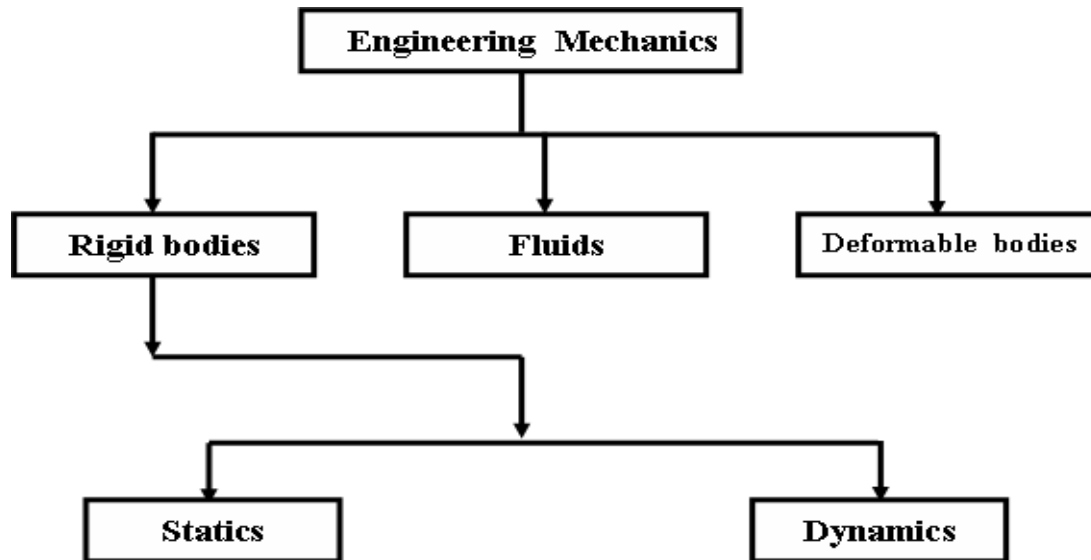 Engineering Mechanics
Rigid bodies
Fluids
Deformable bodies
Statics
Dynamics